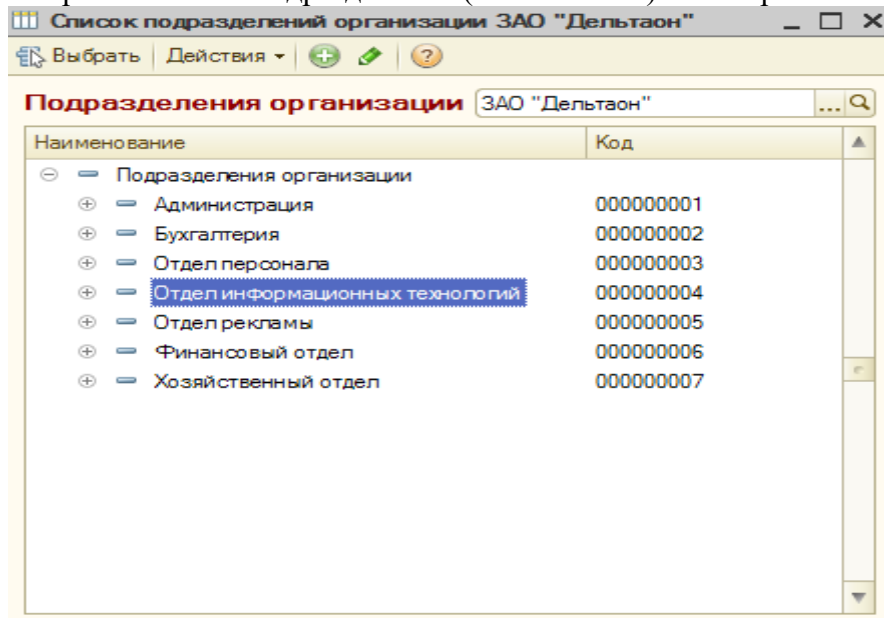 Список подразделений организации ЗАО "Дельтаон"
Выбрать Действия
Подразделения организации ЗАО "Дельтаон" ...
Наименование Код
Подразделения организации
Администрация 000000001
Бухгалтерия 000000002
Отдел персонала 000000003
Отдел информационных технологий 000000004
Отдел рекламы 000000005
Финансовый отдел 000000006
Хозяйственный отдел 000000007